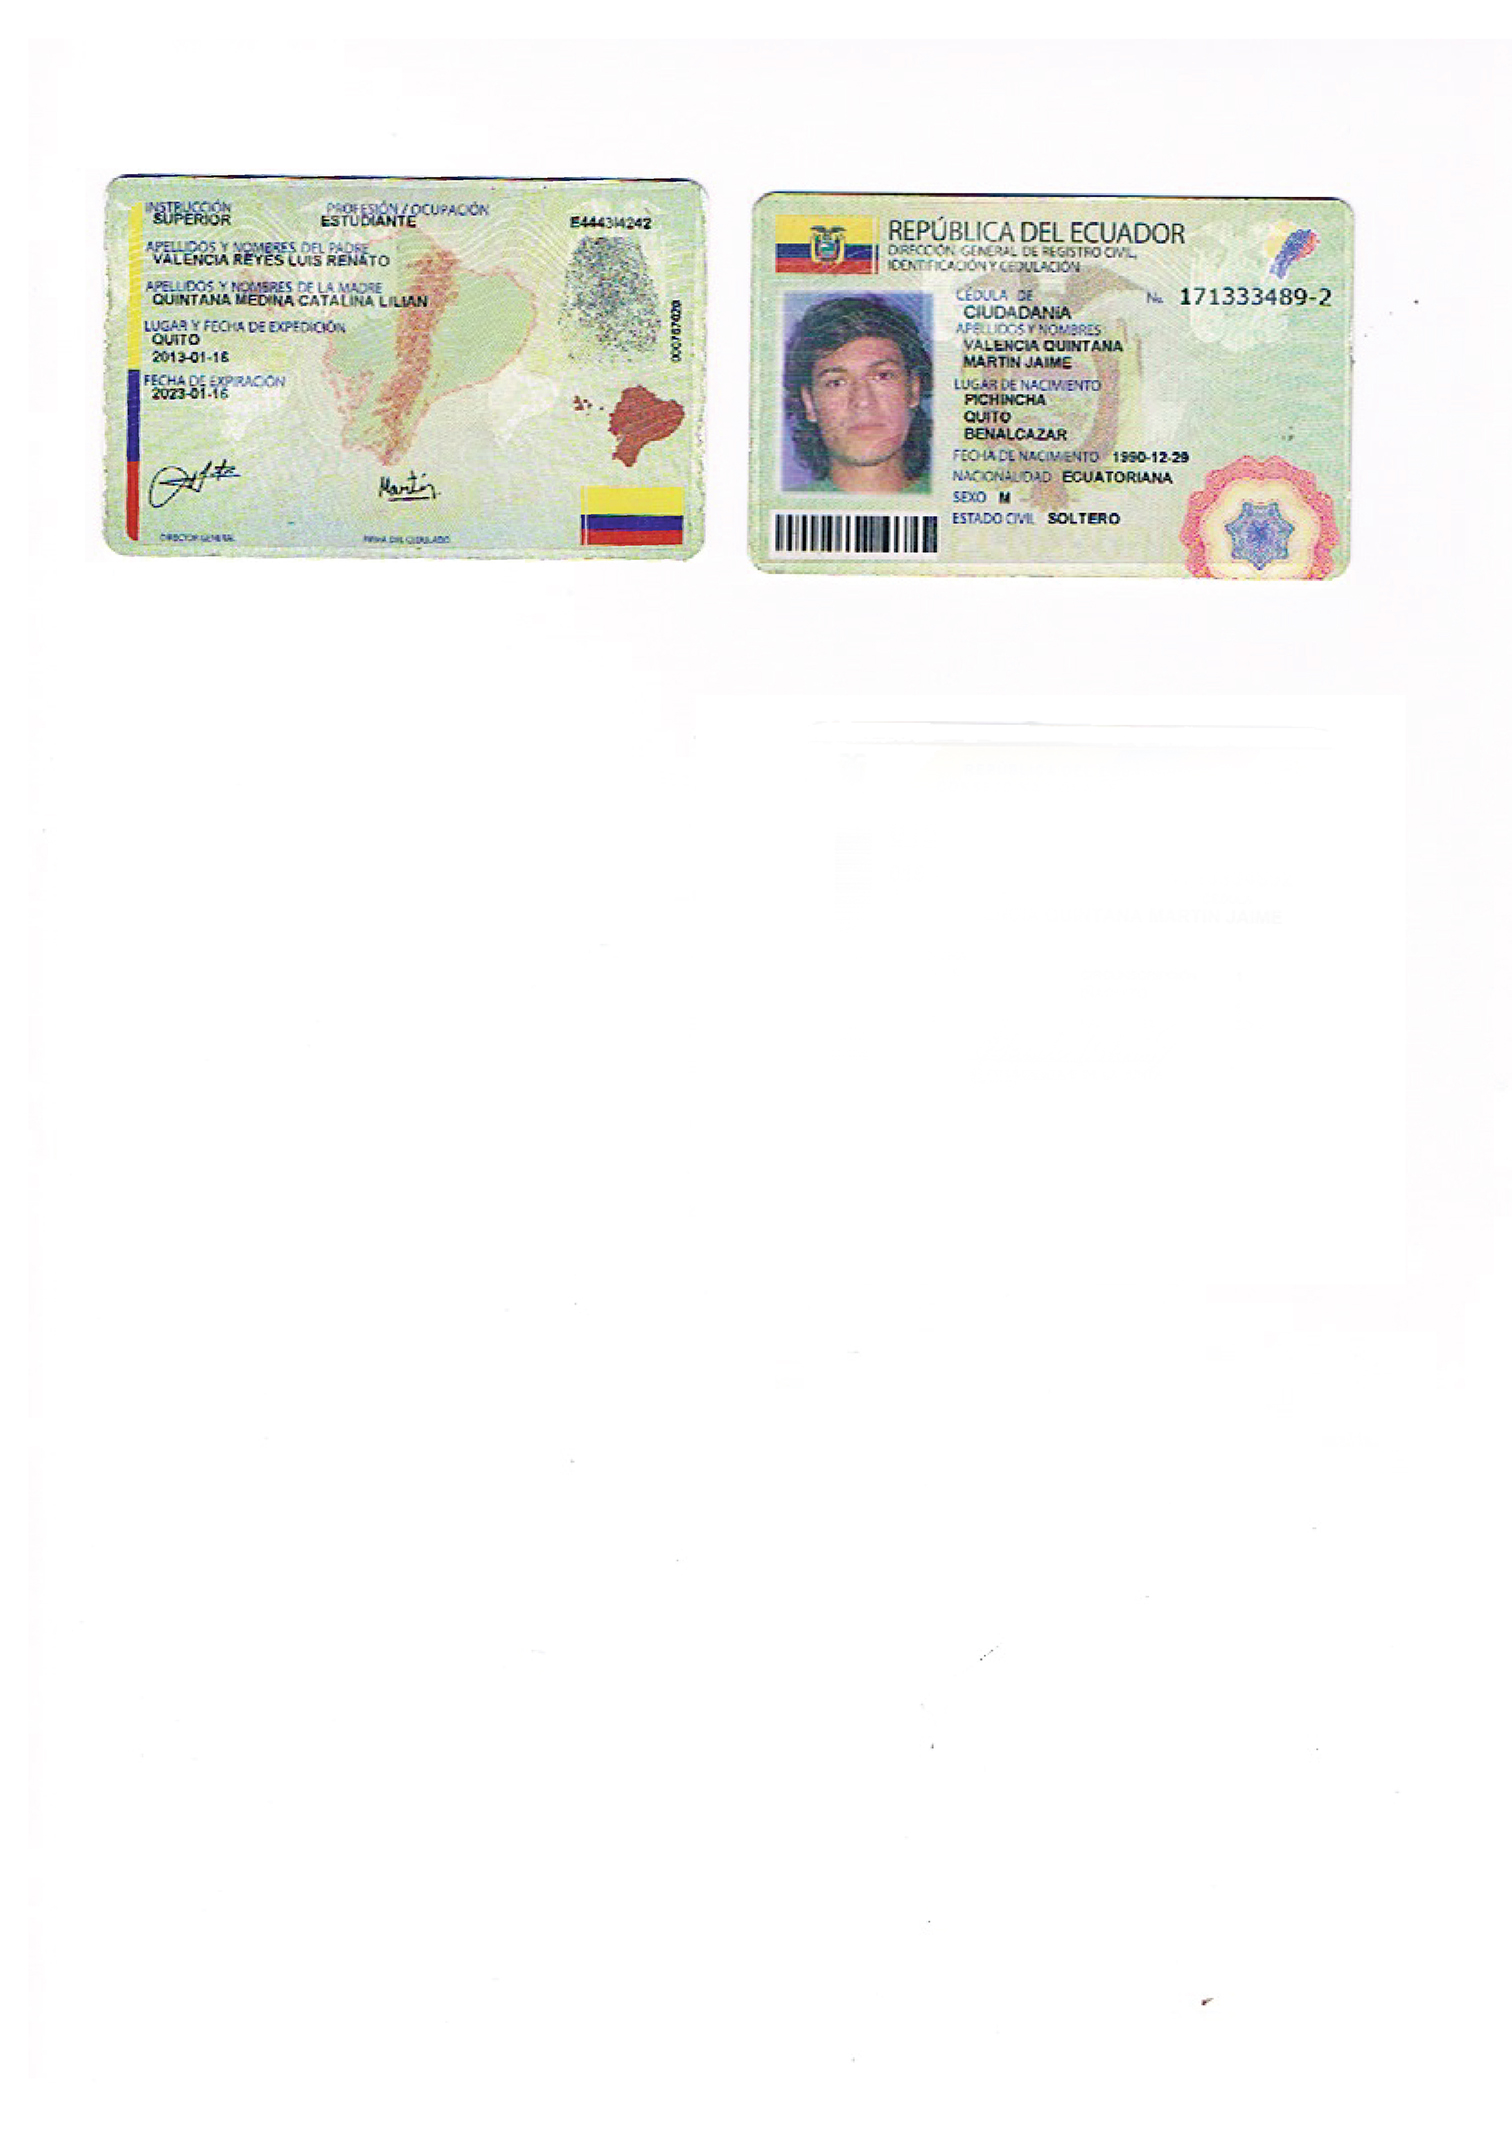 INSTRUCCIÓN
SUPERIOR
PROFESIÓN / OCUPACIÓN
ESTUDIANTE
E444314242
APELLIDOS Y NOMBRES DEL PADRE
VALENCIA REYES LUIS RENATO
APELLIDOS Y NOMBRES DE LA MADRE
QUINTANA MEDINA CATALINA LILIAN
LUGAR Y FECHA DE EXPEDICIÓN
QUITO
2013-01-16
FECHA DE EXPIRACIÓN
2023-01-16
Martín
DIRECTOR GENERAL
FIRMA DEL CEDULADO
REPÚBLICA DEL ECUADOR
DIRECCIÓN GENERAL DE REGISTRO CIVIL,
IDENTIFICACIÓN Y CEDULACIÓN
CÉDULA DE
CIUDADANÍA
No. 171333489-2
APELLIDOS Y NOMBRES
VALENCIA QUINTANA
MARTIN JAIME
LUGAR DE NACIMIENTO
PICHINCHA
QUITO
BENALCAZAR
FECHA DE NACIMIENTO 1990-12-29
NACIONALIDAD ECUATORIANA
SEXO M
ESTADO CIVIL SOLTERO